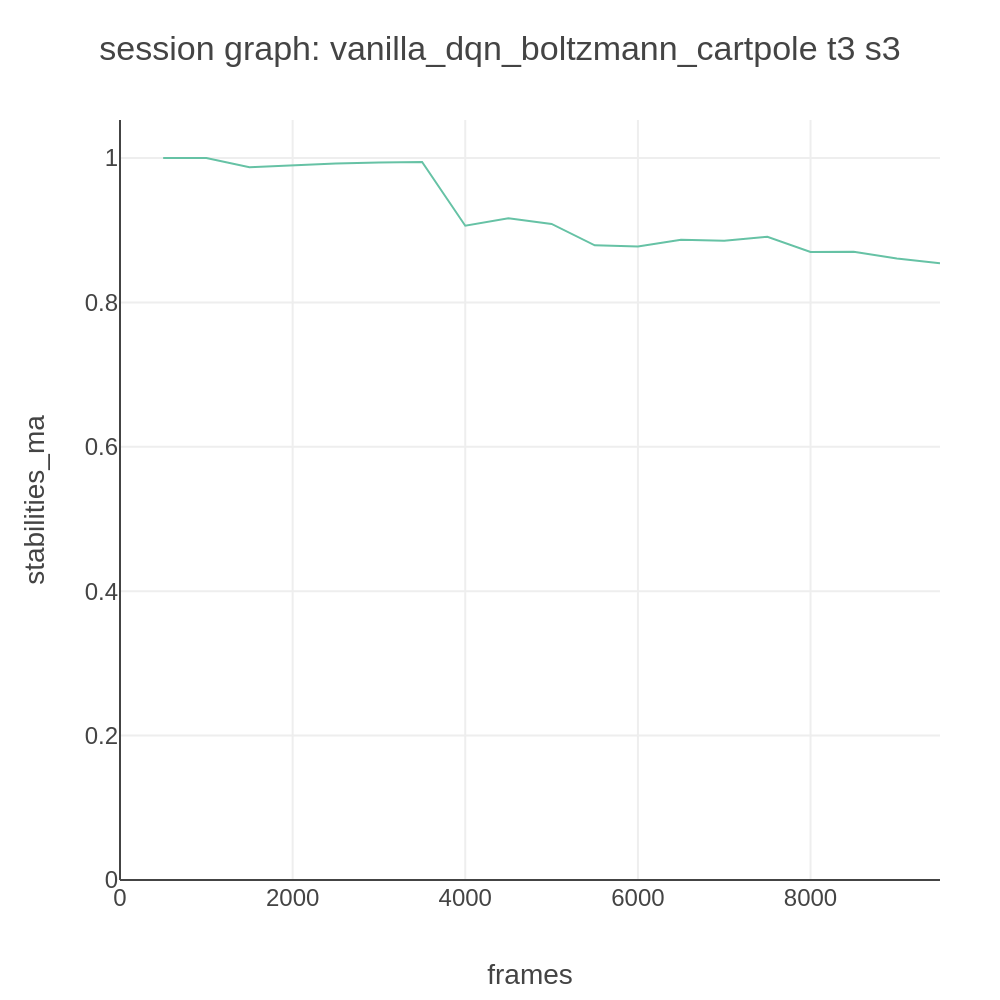 session graph: vanilla_dqn_boltzmann_cartpole t3 s3
1
0.8
0.6
0.4
0.2
0
stabilities_ma
0 2000 4000 6000 8000
frames